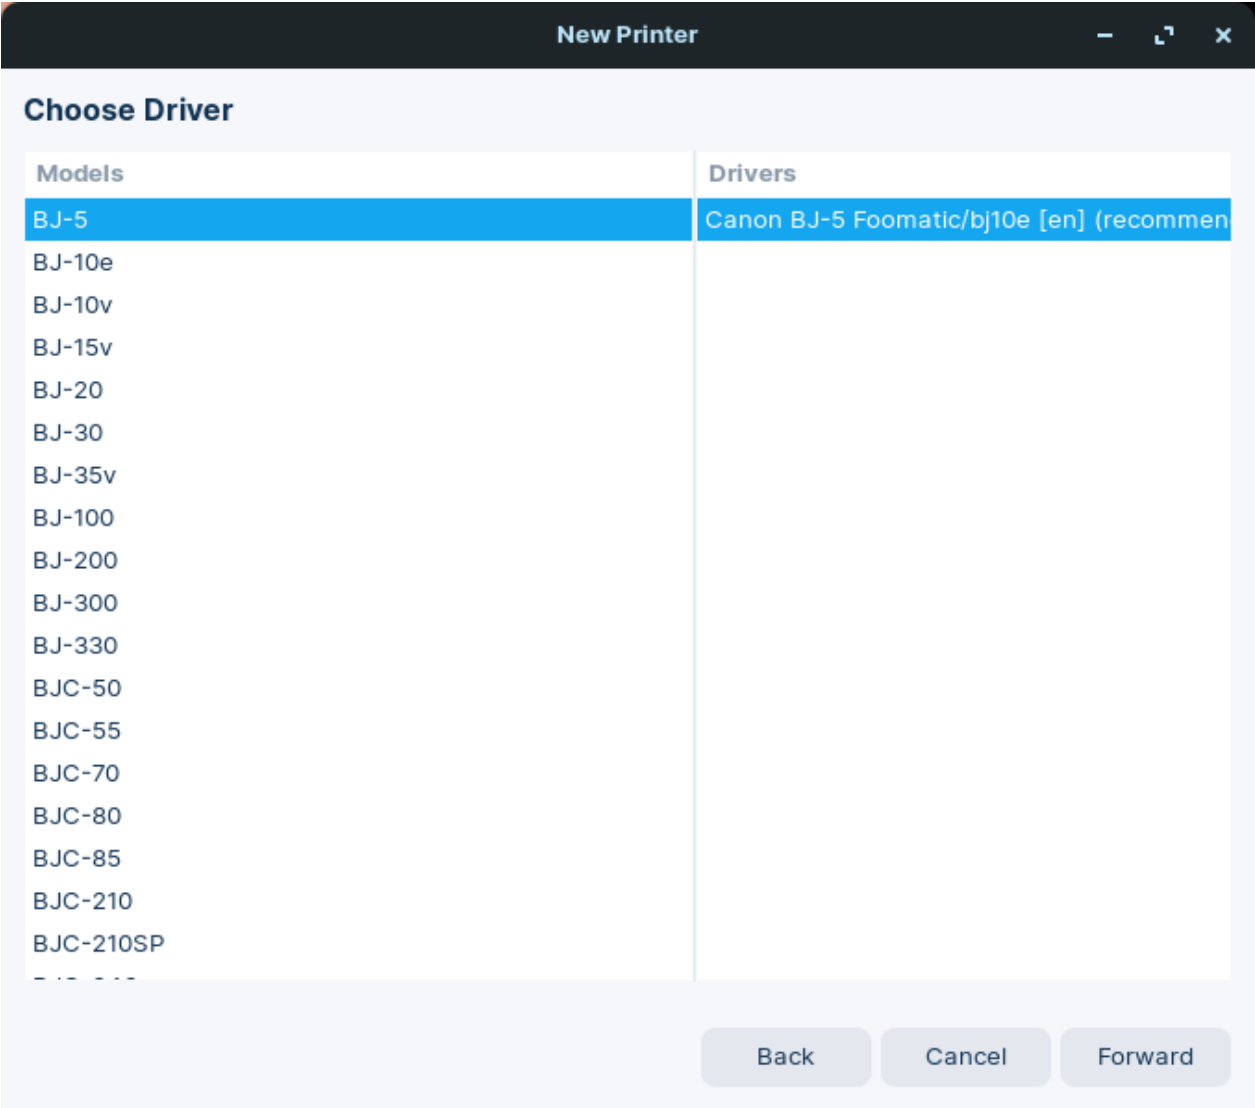 New Printer
Choose Driver
Models Drivers
BJ-5 Canon BJ-5 Foomatic/bj10e [en] (recommen
BJ-10e
BJ-10v
BJ-15v
BJ-20
BJ-30
BJ-35v
BJ-100
BJ-200
BJ-300
BJ-330
BJC-50
BJC-55
BJC-70
BJC-80
BJC-85
BJC-210
BJC-210SP
Back Cancel Forward